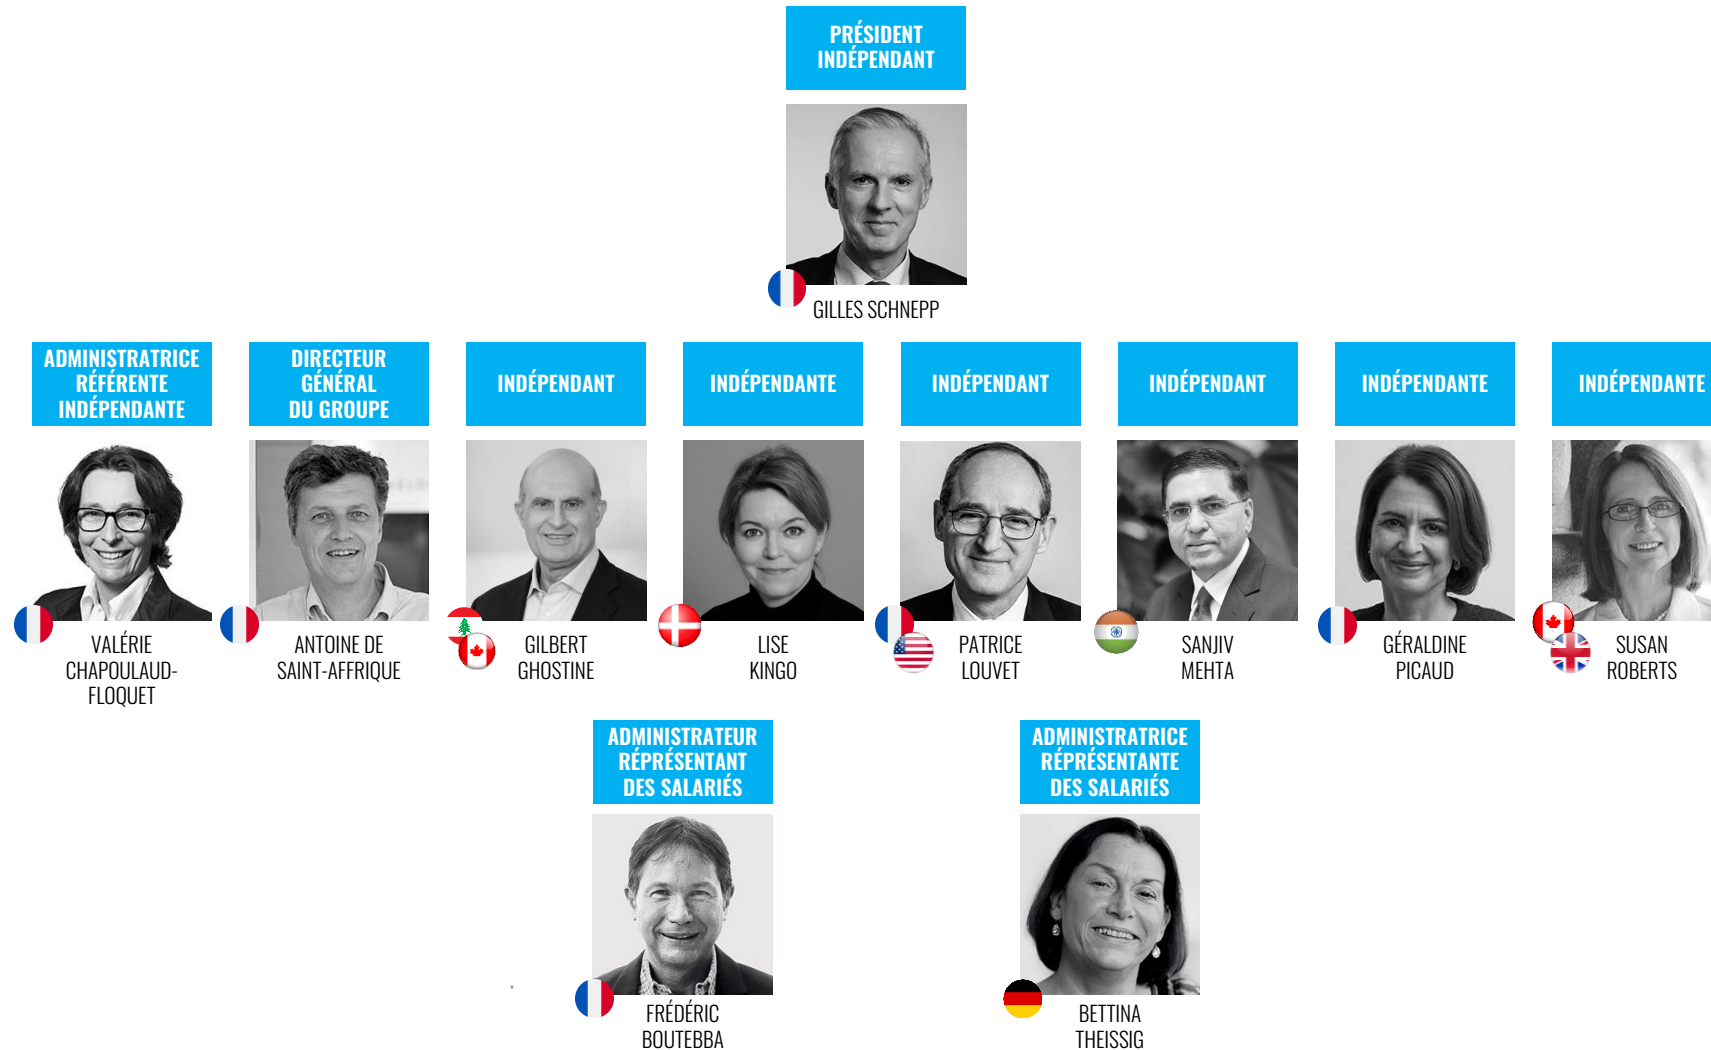 PRÉSIDENT
INDÉPENDANT
GILLES SCHNEPP
ADMINISTRATRICE
RÉFÉRENTE
INDÉPENDANTE
DIRECTEUR
GÉNÉRAL
DU GROUPE
INDÉPENDANT
INDÉPENDANTE
INDÉPENDANT
INDÉPENDANT
INDÉPENDANTE
INDÉPENDANTE
VALÉRIE
CHAPOULAUD-
FLOQUET
ANTOINE DE
SAINT-AFFRIQUE
GILBERT
GHOSTINE
LISE
KINGO
PATRICE
LOUVET
SANJIV
MEHTA
GÉRALDINE
PICAUD
SUSAN
ROBERTS
ADMINISTRATEUR
RÉPRÉSENTANT
DES SALARIÉS
ADMINISTRATRICE
RÉPRÉSENTANTE
DES SALARIÉS
FRÉDÉRIC
BOUTEBBA
BETTINA
THEISSIG